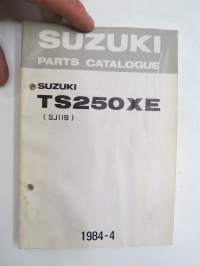 SUZUKI
PARTS CATALOGUE
SUZUKI
TS250XE
(SJ11B)
1984-4